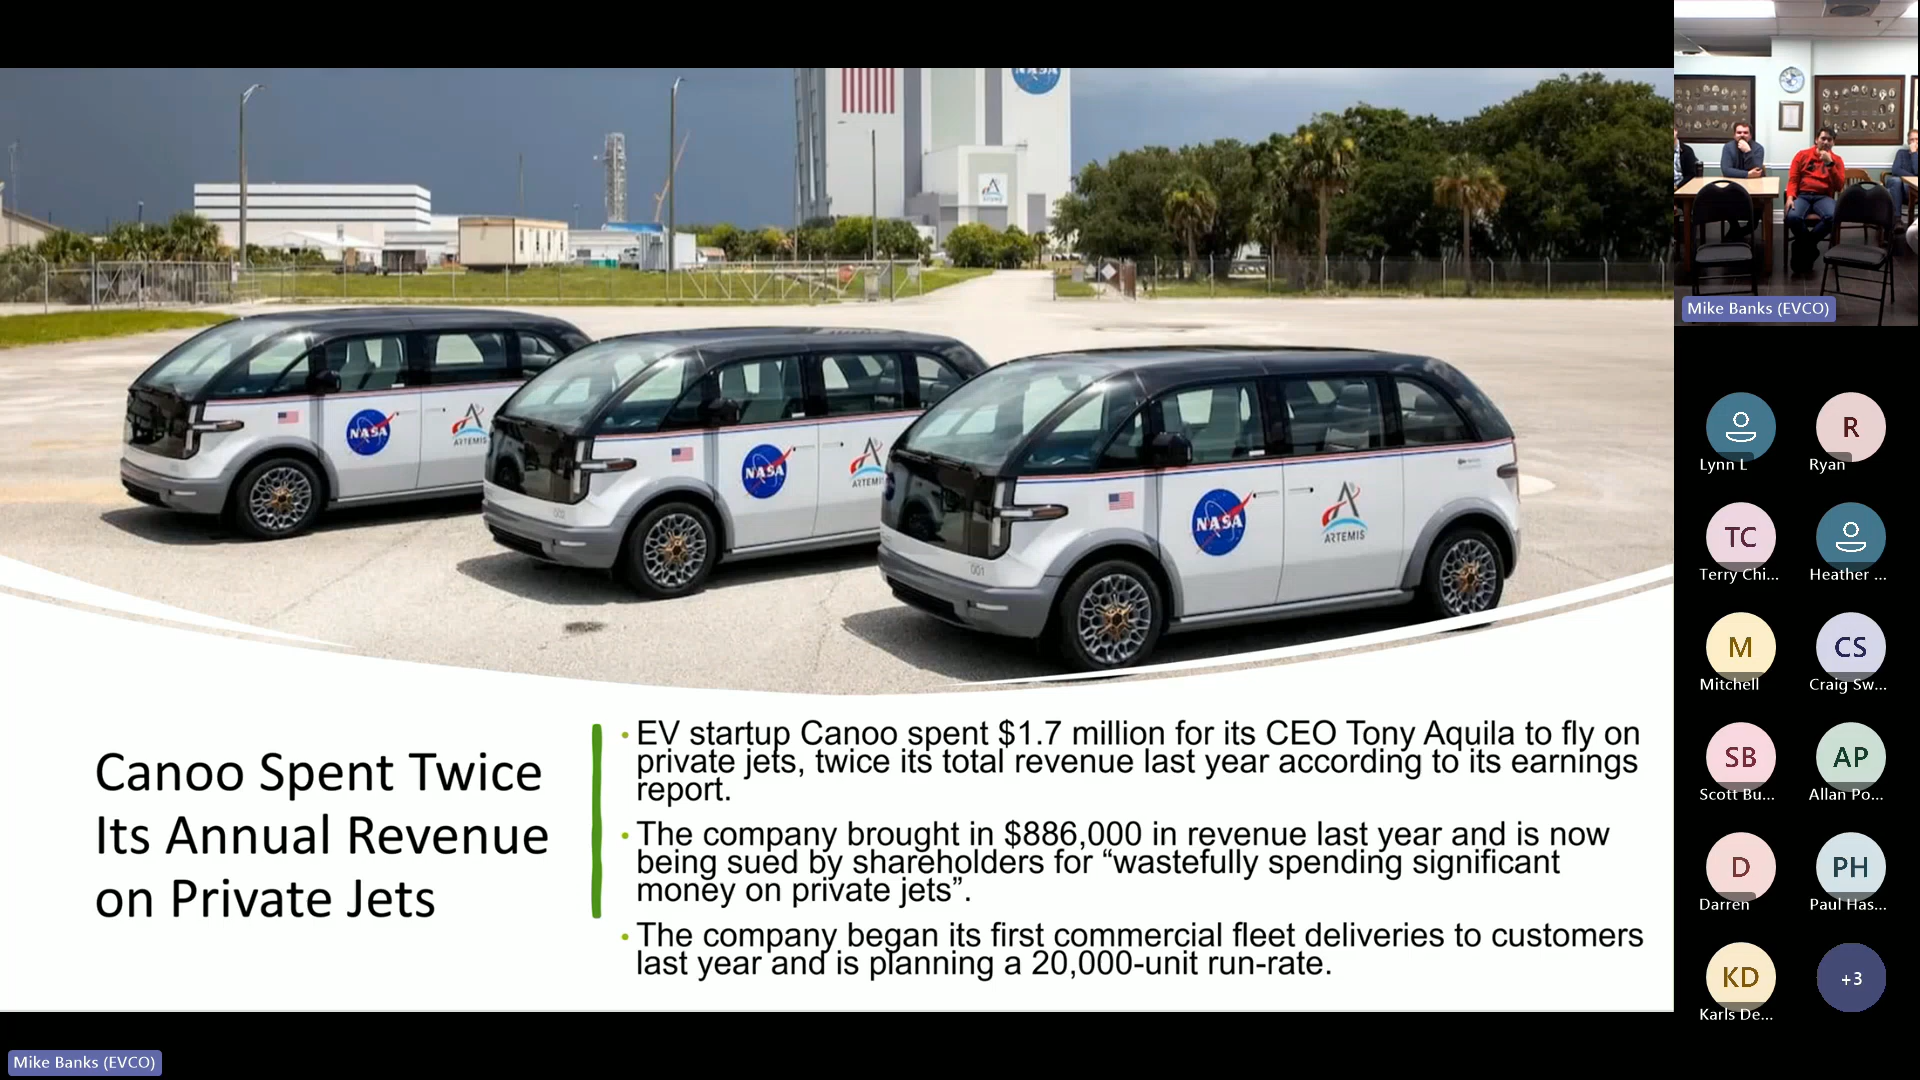 NASA
NASA
ARTEMIS
NASA
ARTEMIS
002
NASA
ARTEMIS
001
Canoo Spent Twice
Its Annual Revenue
on Private Jets
• EV startup Canoo spent $1.7 million for its CEO Tony Aquila to fly on
private jets, twice its total revenue last year according to its earnings
report.
• The company brought in $886,000 in revenue last year and is now
being sued by shareholders for “wastefully spending significant
money on private jets”.
• The company began its first commercial fleet deliveries to customers
last year and is planning a 20,000-unit run-rate.
Mike Banks (EVCO)
Mike Banks (EVCO)
Lynn L
R
Ryan
TC
Terry Chi...
Heather ...
M
Mitchell
CS
Craig Sw...
SB
Scott Bu...
AP
Allan Po...
D
Darren
PH
Paul Has...
KD
Karls De...
+3